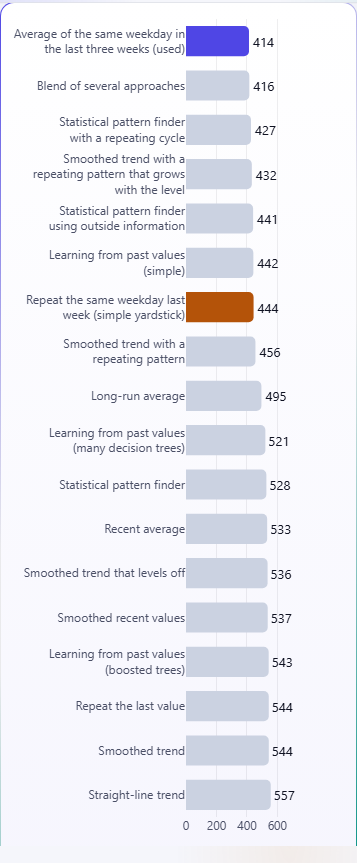 Average of the same weekday in
the last three weeks (used)
414
Blend of several approaches
416
Statistical pattern finder
with a repeating cycle
427
Smoothed trend with a
repeating pattern that grows
with the level
432
Statistical pattern finder
using outside information
441
Learning from past values
(simple)
442
Repeat the same weekday last
week (simple yardstick)
444
Smoothed trend with a
repeating pattern
456
Long-run average
495
Learning from past values
(many decision trees)
521
Statistical pattern finder
528
Recent average
533
Smoothed trend that levels off
536
Smoothed recent values
537
Learning from past values
(boosted trees)
543
Repeat the last value
544
Smoothed trend
544
Straight-line trend
557
0 200 400 600